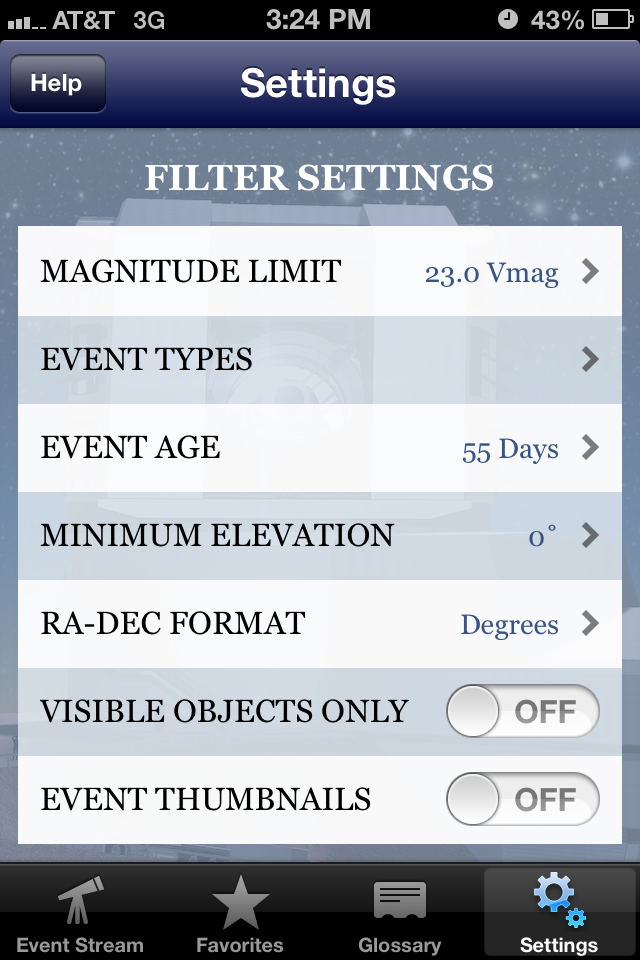 AT&T 3G 3:24 PM 43%
Help Settings
FILTER SETTINGS
MAGNITUDE LIMIT 23.0 Vmag
EVENT TYPES
EVENT AGE 55 Days
MINIMUM ELEVATION 0°
RA-DEC FORMAT Degrees
VISIBLE OBJECTS ONLY OFF
EVENT THUMBNAILS OFF
Event Stream Favorites Glossary Settings